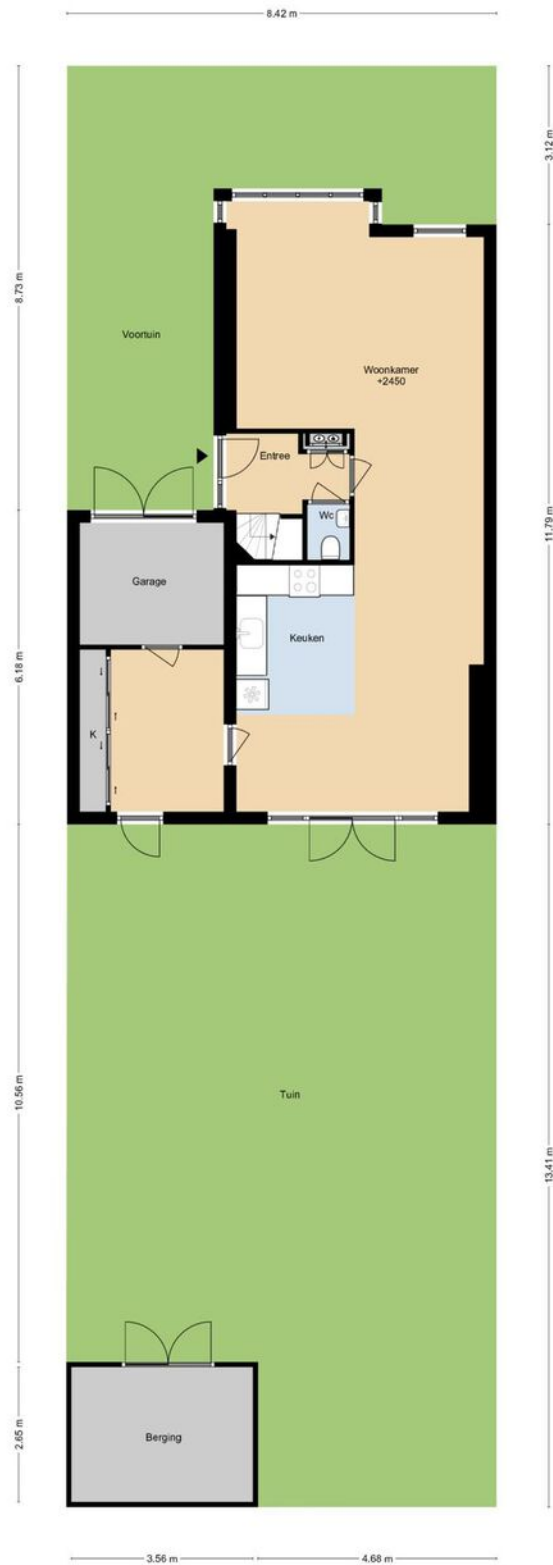 8.42 m
3.12 m
8.73 m
Voortuin
Woonkamer
+2450
Entree
Wc
11.79 m
Garage
Keuken
6.18 m
K
10.56 m
Tuin
13.41 m
2.65 m
Berging
3.56 m
4.68 m